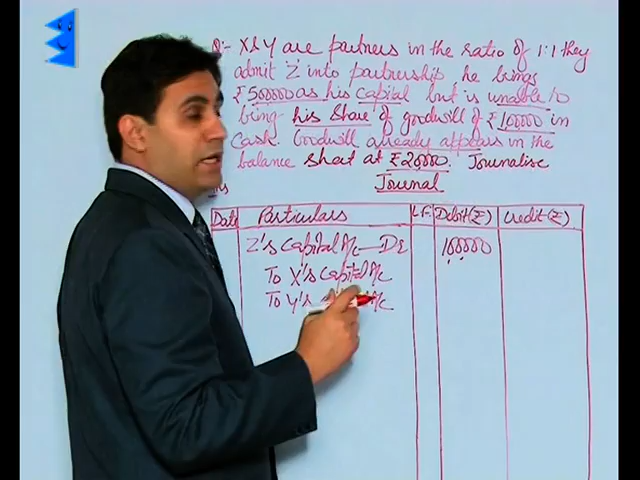 Q:- X & Y are partners in the ratio of 1:1 they
admit Z into partnership he brings
₹500000 as his capital but is unable to
bring his share of goodwill of ₹100000 in
cash. Goodwill already appears in the
balance sheet at ₹20,000. Journalise
Journal
Date Particulars L.F. Debit(₹) Credit(₹)
Z's Capital A/c — Dr 100000
To X's Capital A/c
To Y's A/c